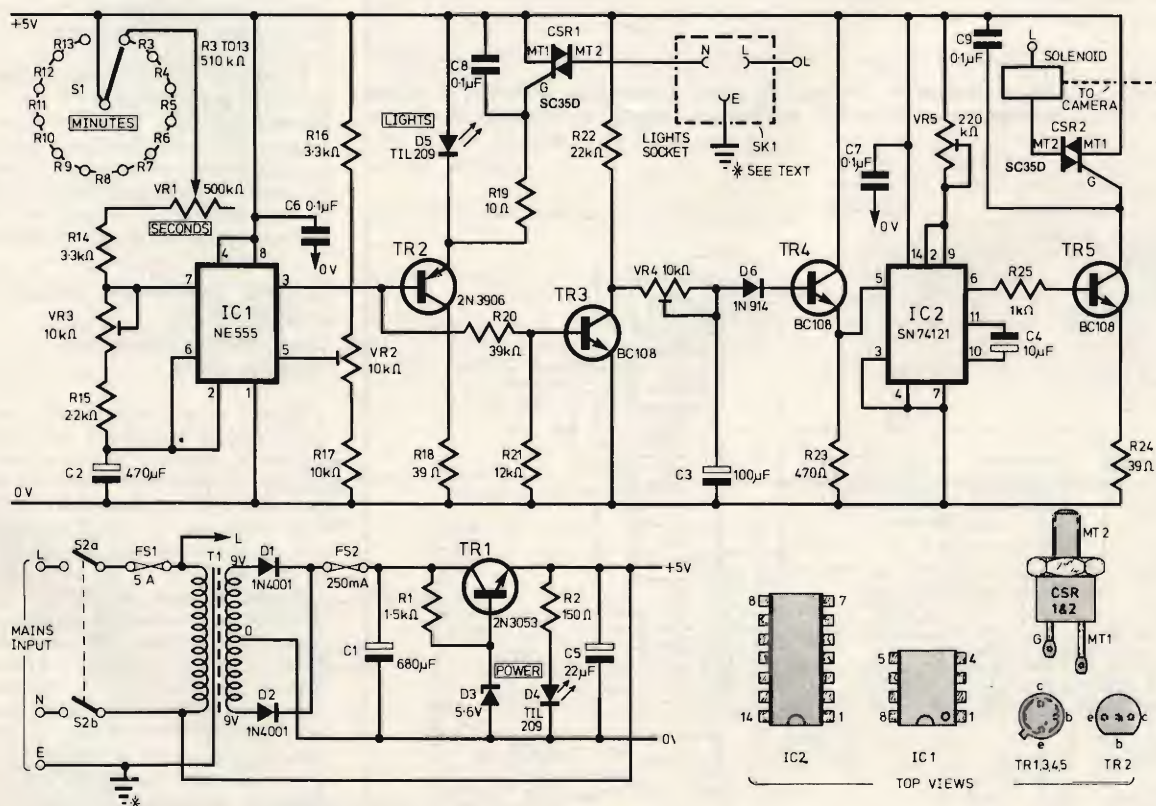 +5V
R13
R3
R3 TO13
510 kΩ
R12
R4
S1
R11
R5
MINUTES
R10
R6
R9
R8
R7
VR1
500kΩ
SECONDS
R14
3·3kΩ
C6 0·1µF
0V
4
8
7
3
IC1
NE555
VR3
10kΩ
6
5
2
1
R15
2·2kΩ
C2
470µF
0V
R16
3·3kΩ
VR2
10kΩ
R17
10kΩ
LIGHTS
D5
TIL 209
C8
0·1µF
CSR1
MT1
MT2
G
SC35D
R19
10Ω
TR2
2N 3906
R20
39kΩ
R18
39 Ω
R21
12kΩ
R22
22kΩ
TR3
BC108
N
L
L
E
LIGHTS
SOCKET
SK1
* SEE TEXT
VR4 10kΩ
D6
1N 914
C3
100µF
TR4
BC108
R23
470Ω
C7
0·1µF
0V
VR5
220
kΩ
14
2
9
5
6
IC2
SN 74121
11
3
10
4
7
R25
1kΩ
C4
10µF
C9
0·1µF
L
SOLENOID
TO
CAMERA
CSR2
MT2
MT1
SC35D
G
TR5
BC108
R24
39Ω
L
S2a
FS1
5 A
L
T1
9V
D1
1N4001
FS2
250mA
TR1
2N3053
+5V
R1
1·5kΩ
R2
150Ω
MAINS
INPUT
0
C1
680µF
POWER
C5
22µF
N
S2b
9V
D2
1N4001
D3
5·6V
D4
TIL
209
E
*
8
7
14
1
IC2
5
4
8
1
IC1
MT2
CSR
1&2
G
MT1
c
b
e
TR1,3,4,5
e
c
b
TR2
TOP VIEWS